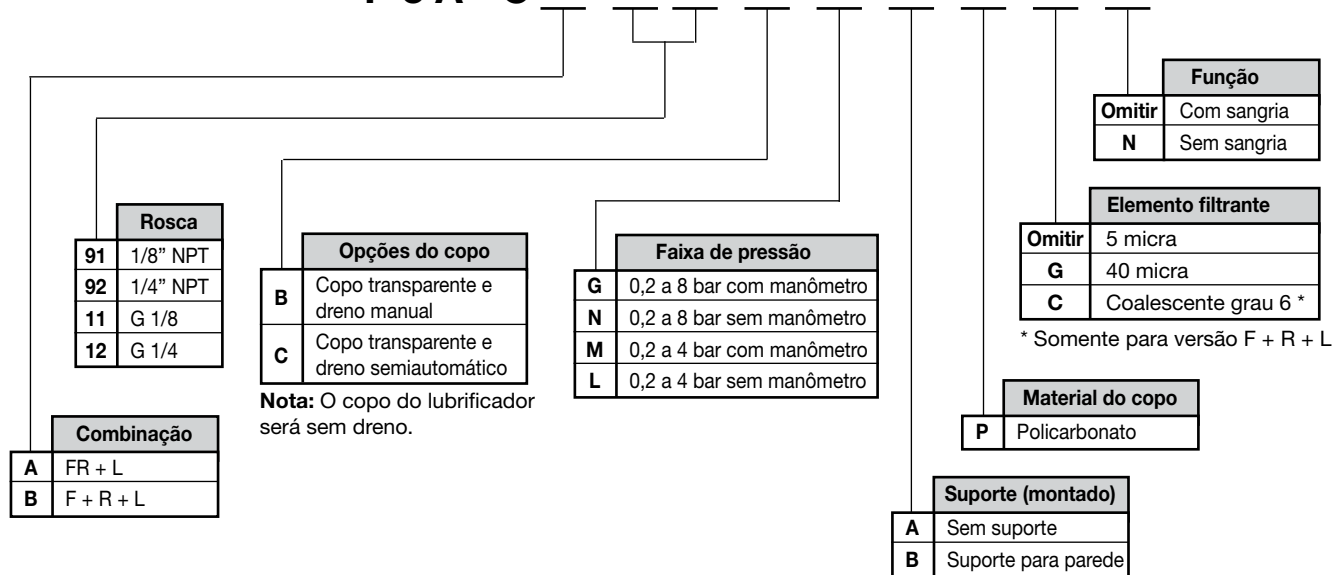 Função
Omitir Com sangria
N Sem sangria
Elemento filtrante
Omitir 5 micra
G 40 micra
C Coalescente grau 6 *
* Somente para versão F + R + L
Rosca
91 1/8” NPT
92 1/4” NPT
11 G 1/8
12 G 1/4
Opções do copo
B Copo transparente e
dreno manual
C Copo transparente e
dreno semiautomático
Nota: O copo do lubrificador
será sem dreno.
Faixa de pressão
G 0,2 a 8 bar com manômetro
N 0,2 a 8 bar sem manômetro
M 0,2 a 4 bar com manômetro
L 0,2 a 4 bar sem manômetro
Material do copo
P Policarbonato
Combinação
A FR + L
B F + R + L
Suporte (montado)
A Sem suporte
B Suporte para parede